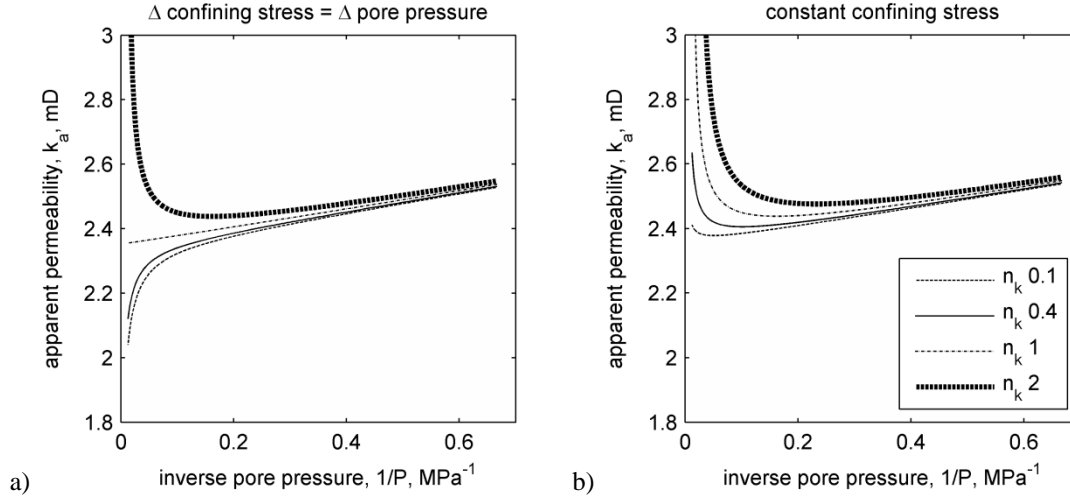 Δ confining stress = Δ pore pressure
3
2.8
2.6
2.4
2.2
2
1.8
apparent permeability, k_a, mD
0
0.2
0.4
0.6
inverse pore pressure, 1/P, MPa⁻¹
a)
constant confining stress
3
2.8
2.6
2.4
2.2
2
1.8
apparent permeability, k_a, mD
n_k 0.1
n_k 0.4
n_k 1
n_k 2
0
0.2
0.4
0.6
inverse pore pressure, 1/P, MPa⁻¹
b)